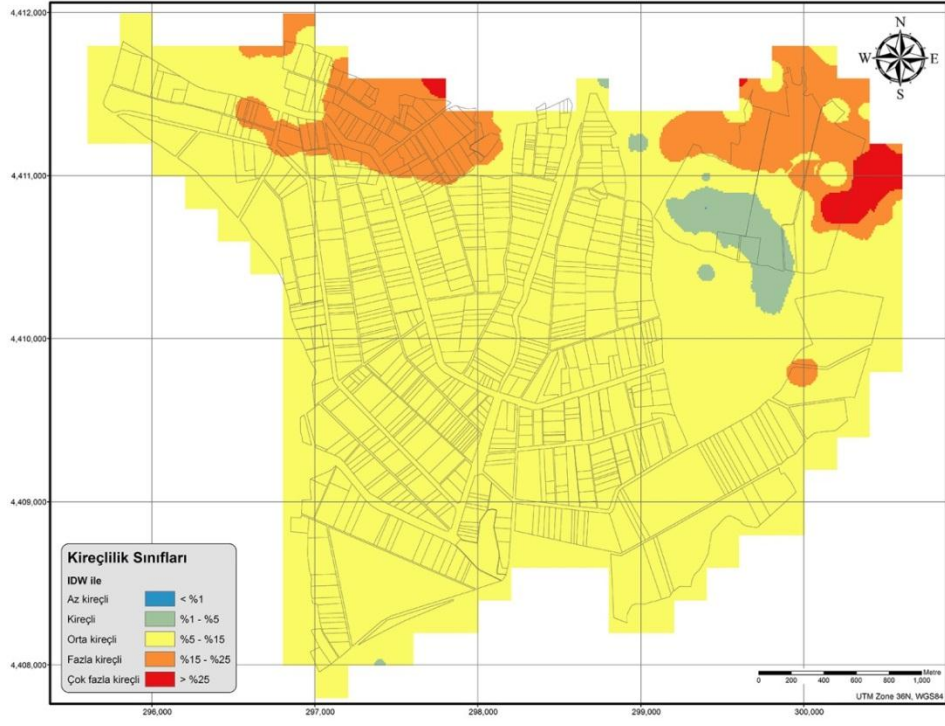 4,412,000
N
W
E
S
4,411,000
4,410,000
4,409,000
Kireçlilik Sınıfları
IDW ile
Az kireçli < %1
Kireçli %1 - %5
Orta kireçli %5 - %15
Fazla kireçli %15 - %25
Çok fazla kireçli > %25
4,408,000
Metre
0 200 400 600 800 1,000
UTM Zone 36N, WGS84
296,000 297,000 298,000 299,000 300,000